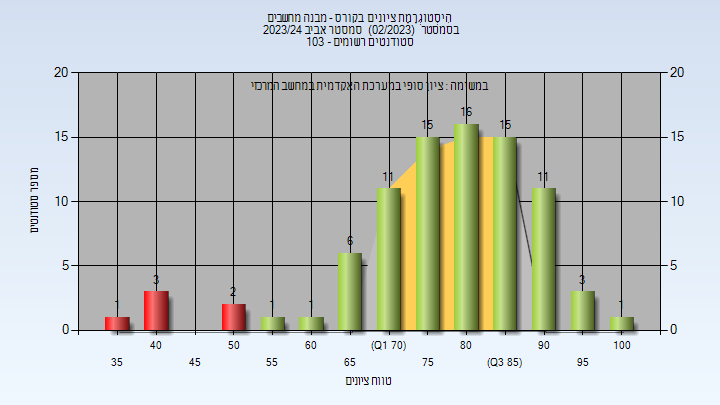 היסטוגרמת ציונים בקורס - מבנה מחשבים
בסמסטר (02/2023) סמסטר אביב 2023/24
סטודנטים רשומים - 103
במשימה : ציון סופי במערכת האקדמית במחשב המרכזי
מספר סטודנטים
20 20
15 15
10 10
5 5
0 0
1 3 2 1 1 6 11 15 16 15 11 3 1
40 50 60 (Q1 70) 80 90 100
35 45 55 65 75 (Q3 85) 95
טווח ציונים